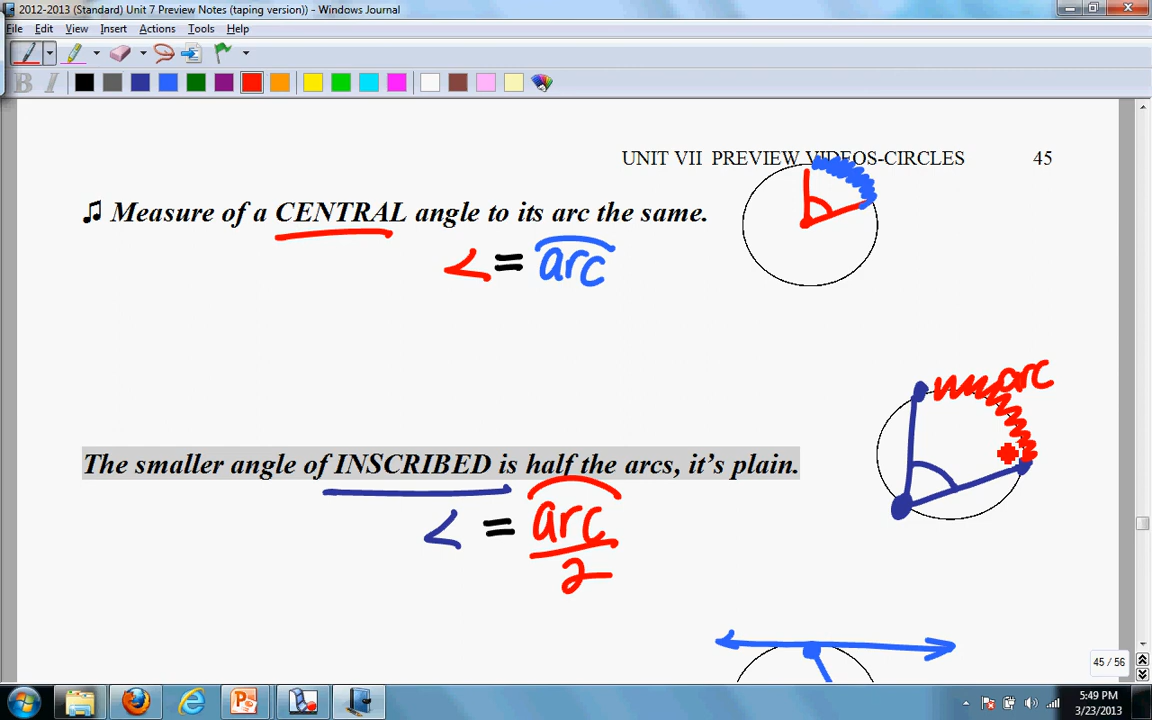 2012-2013 (Standard) Unit 7 Preview Notes (taping version)) - Windows Journal
File Edit View Insert Actions Tools Help
B I
UNIT VII PREVIEW VIDEOS-CIRCLES 45
♫ Measure of a CENTRAL angle to its arc the same.
< = arc
arc
The smaller angle of INSCRIBED is half the arcs, it’s plain.
< = arc
2
45 / 56
5:49 PM
3/23/2013